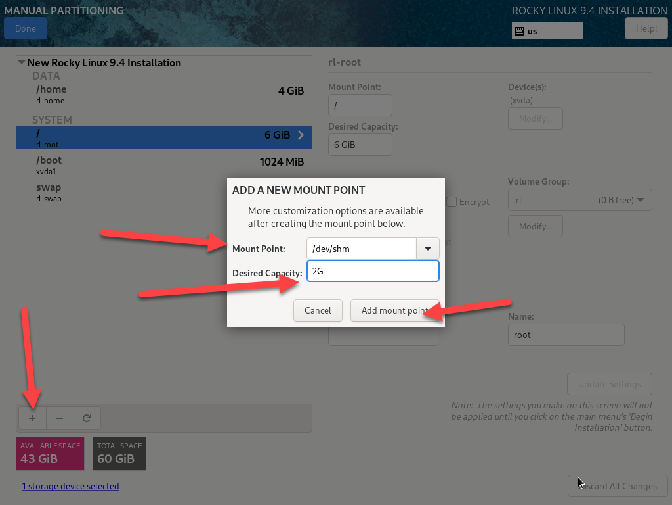 MANUAL PARTITIONING
ROCKY LINUX 9.4 INSTALLATION
Done
us
Help!
New Rocky Linux 9.4 Installation
DATA
/home
4 GiB
rl-home
SYSTEM
/
6 GiB
rl-root
/boot
1024 MiB
xvda1
swap
rl-swap
rl-root
Mount Point:
/
Device(s):
(xvda)
Desired Capacity:
6 GiB
Modify...
Encrypt
Volume Group:
rl
(0 B free)
Modify...
ADD A NEW MOUNT POINT
More customization options are available
after creating the mount point below.
Mount Point:
/dev/shm
Desired Capacity:
2G
Cancel
Add mount point
Name:
root
Settings
Note: The settings you make on this screen will not
be applied until you click on the main menu's 'Begin
Installation' button.
+ −
AVAILABLE SPACE
43 GiB
TOTAL SPACE
60 GiB
1 storage device selected
Discard All Changes